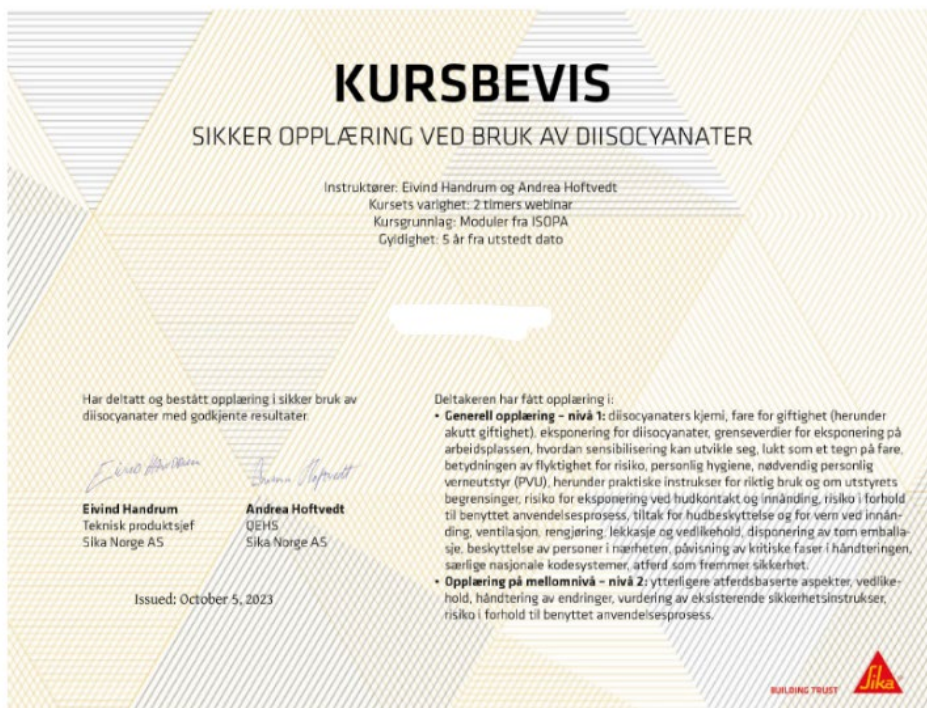 KURSBEVIS
SIKKER OPPLÆRING VED BRUK AV DIISOCYANATER
Instruktører: Eivind Handrum og Andrea Hoftvedt
Kursets varighet: 2 timers webinar
Kursgrunnlag: Moduler fra ISOPA
Gyldighet: 5 år fra utstedt dato
Har deltatt og bestått opplæring i sikker bruk av
diisocyanater med godkjente resultater.
Eivind Handrum
Andrea Hoftvedt
Eivind Handrum
Teknisk produktsjef
Sika Norge AS
Andrea Hoftvedt
QEHS
Sika Norge AS
Issued: October 5, 2023
Deltakeren har fått opplæring i:
• Generell opplæring – nivå 1: diisocyanaters kjemi, fare for giftighet (herunder
akutt giftighet), eksponering for diisocyanater, grenseverdier for eksponering på
arbeidsplassen, hvordan sensibilisering kan utvikle seg, lukt som et tegn på fare,
betydningen av flyktighet for risiko, personlig hygiene, nødvendig personlig
verneutstyr (PVU), herunder praktiske instrukser for riktig bruk og om utstyrets
begrensinger, risiko for eksponering ved hudkontakt og innånding, risiko i forhold
til benyttet anvendelsesprosess, tiltak for hudbeskyttelse og for vern ved innån-
ding, ventilasjon, rengjøring, lekkasje og vedlikehold, disponering av tom emballa-
sje, beskyttelse av personer i nærheten, påvisning av kritiske faser i håndteringen,
særlige nasjonale kodesystemer, atferd som fremmer sikkerhet.
• Opplæring på mellomnivå – nivå 2: ytterligere atferdsbaserte aspekter, vedlike-
hold, håndtering av endringer, vurdering av eksisterende sikkerhetsinstrukser,
risiko i forhold til benyttet anvendelsesprosess.
BUILDING TRUST
Sika